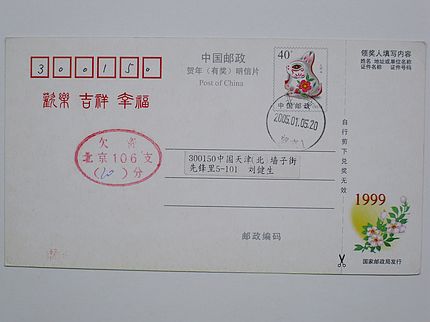 300150
歡樂 吉祥 幸福
中国邮政
贺年(有奖)明信片
Post of China
40
中国邮政
2005.01.05.20
欠资
北京106支
(20)分
300150中国天津(北)墙子街
先锋里5-101 刘健生
邮政编码
领奖人填写内容
姓名 地址或单位名称
证件名称 证件号码
自行剪下兑奖无效
1999
国家邮政局发行